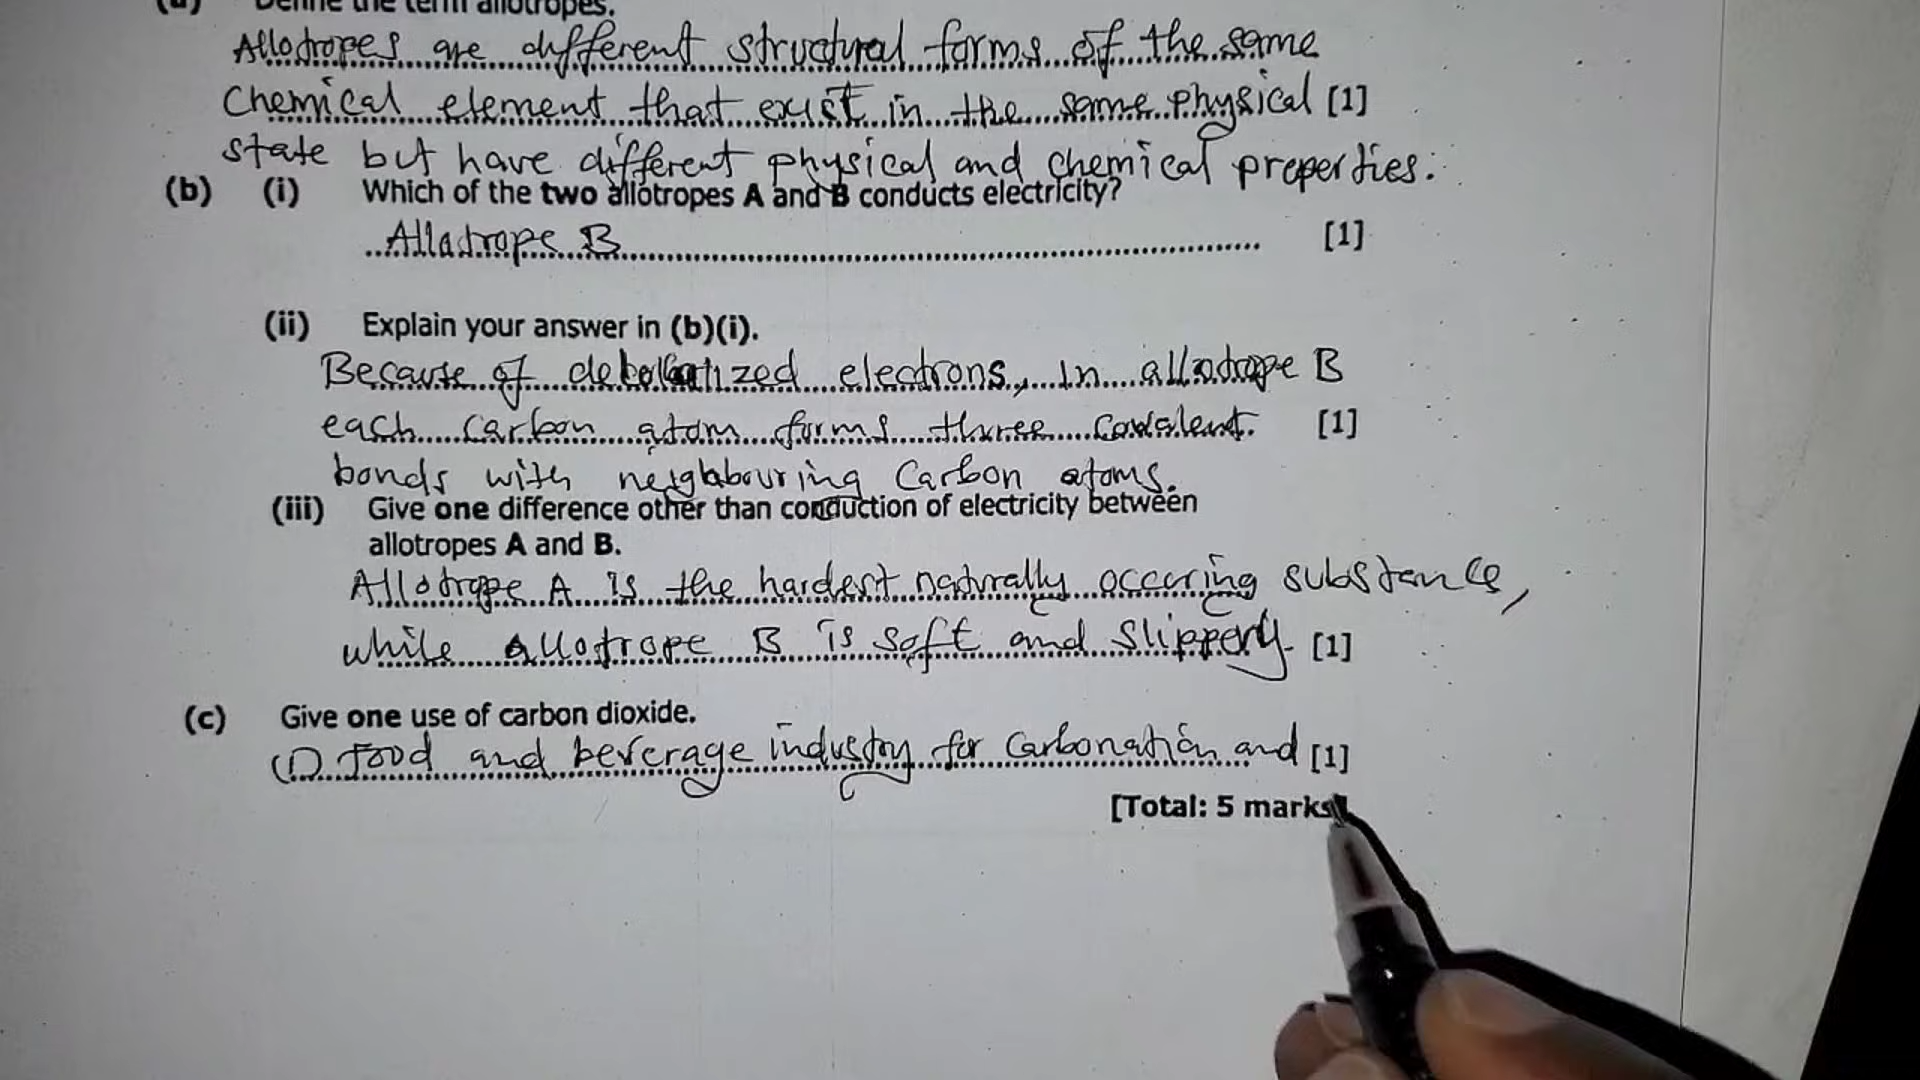 (a) Define the term allotropes.
Allotropes are different structural forms of the same
Chemical element that exist in the same physical [1]
state but have different physical and chemical properties.
(b) (i) Which of the two allotropes A and B conducts electricity?
Allotrope B [1]
(ii) Explain your answer in (b)(i).
Because of delocalized electrons, in allotrope B
each carbon atom forms three covalent [1]
bonds with neighbouring Carbon atoms.
(iii) Give one difference other than conduction of electricity between
allotropes A and B.
Allotrope A is the hardest naturally occuring substance,
while allotrope B is soft and slippery. [1]
(c) Give one use of carbon dioxide.
(1) Food and beverage industry for carbonation and [1]
[Total: 5 marks]